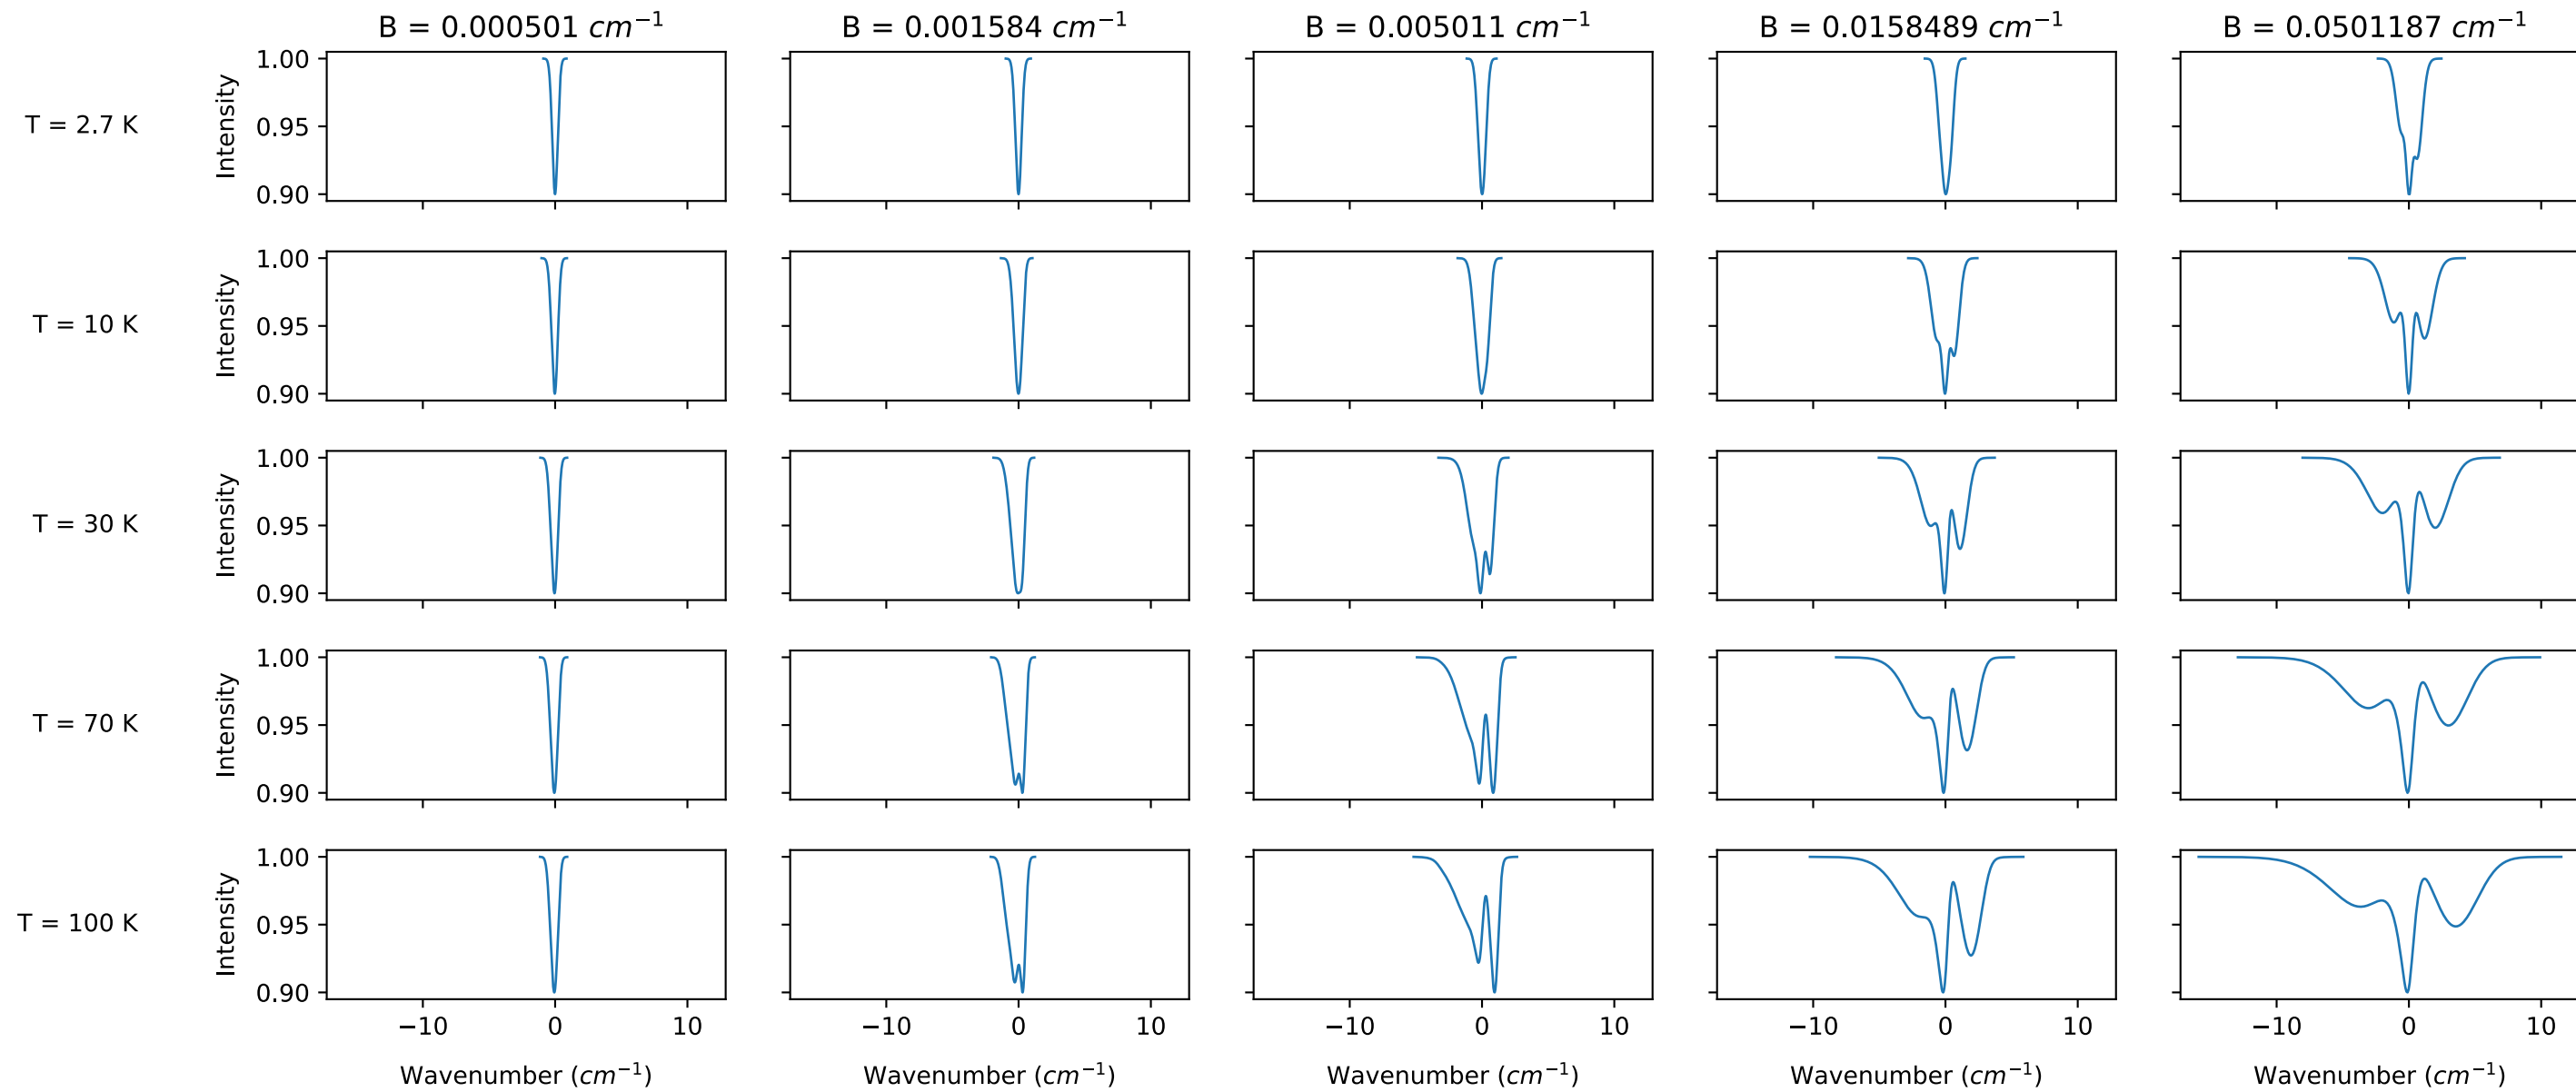 B = 0.000501 cm⁻¹ B = 0.001584 cm⁻¹ B = 0.005011 cm⁻¹ B = 0.0158489 cm⁻¹ B = 0.0501187 cm⁻¹
T = 2.7 K
Intensity
1.00
0.95
0.90
T = 10 K
Intensity
1.00
0.95
0.90
T = 30 K
Intensity
1.00
0.95
0.90
T = 70 K
Intensity
1.00
0.95
0.90
T = 100 K
Intensity
1.00
0.95
0.90
−10 0 10 −10 0 10 −10 0 10 −10 0 10 −10 0 10
Wavenumber (cm⁻¹) Wavenumber (cm⁻¹) Wavenumber (cm⁻¹) Wavenumber (cm⁻¹) Wavenumber (cm⁻¹)